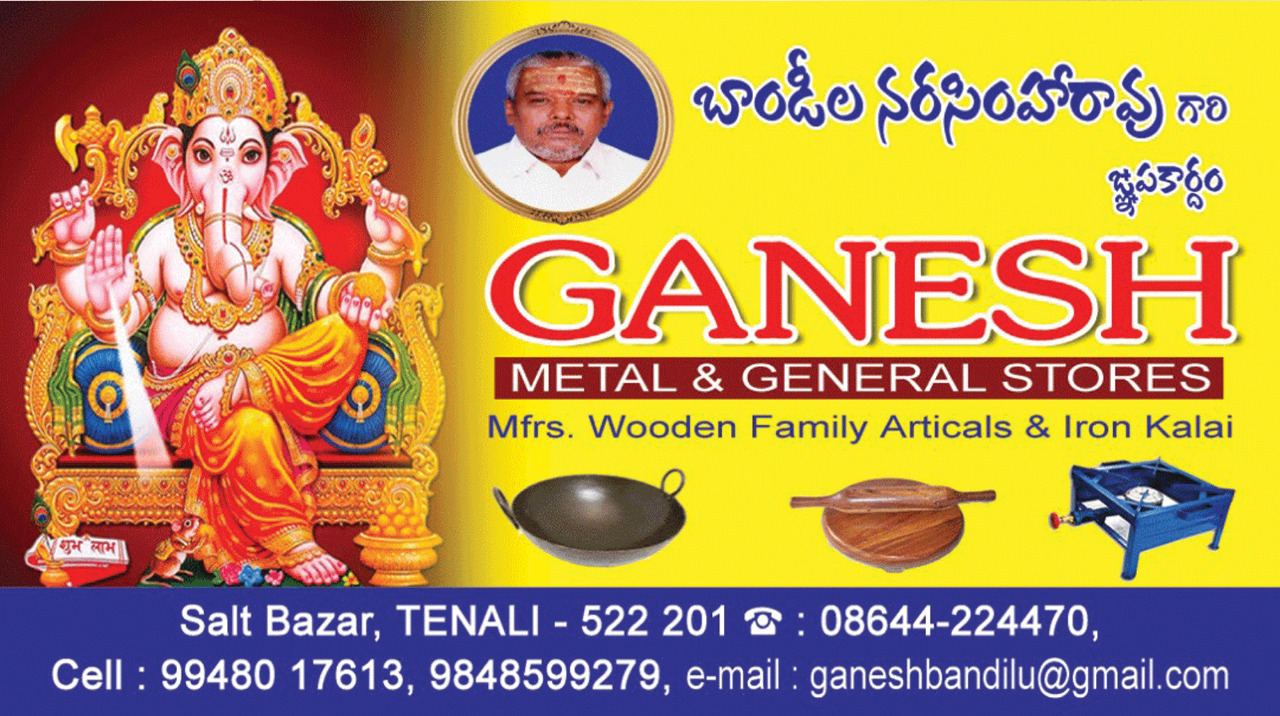 బాండీల నరసింహారావు గారి
జ్ఞపకార్ధం
GANESH
METAL & GENERAL STORES
Mfrs. Wooden Family Articals & Iron Kalai
शुभ लाभ
Salt Bazar, TENALI - 522 201 ☎ : 08644-224470,
Cell : 99480 17613, 9848599279, e-mail : ganeshbandilu@gmail.com